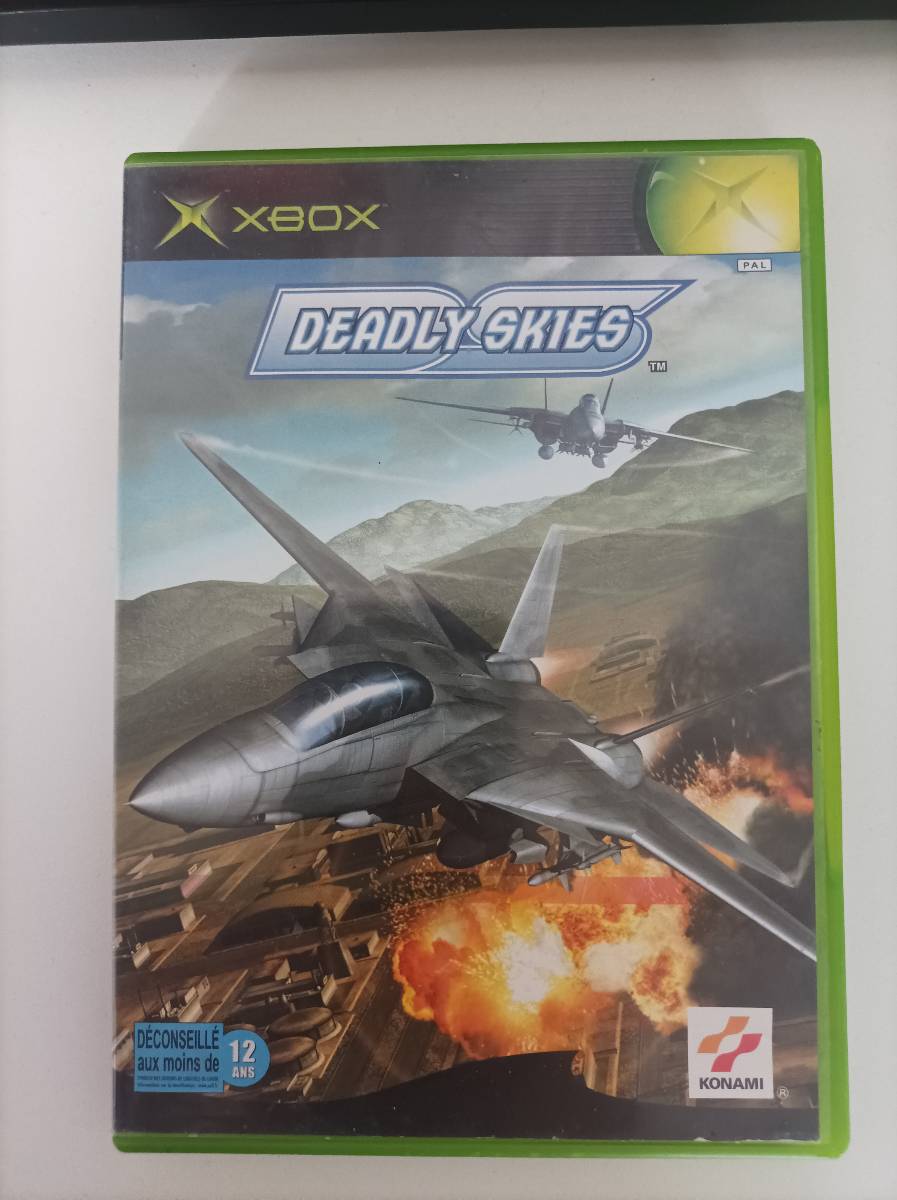 XBOX
PAL
DEADLY SKIES
TM
DÉCONSEILLÉ
aux moins de
12
ANS
KONAMI
®